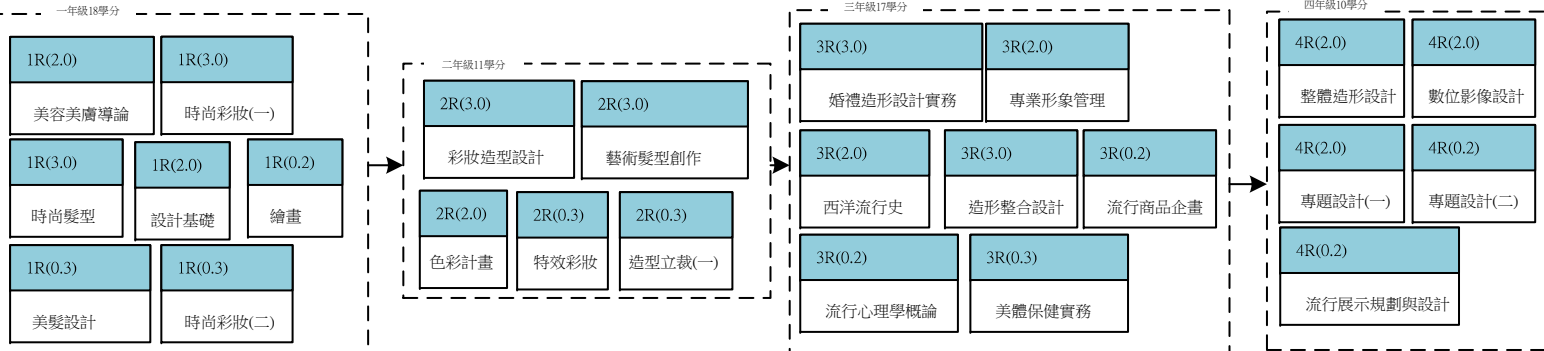 一年級18學分
1R(2.0)
美容美膚導論
1R(3.0)
時尚彩妝(一)
1R(3.0)
時尚髮型
1R(2.0)
設計基礎
1R(0.2)
繪畫
1R(0.3)
美髮設計
1R(0.3)
時尚彩妝(二)
二年級11學分
2R(3.0)
彩妝造型設計
2R(3.0)
藝術髮型創作
2R(2.0)
色彩計畫
2R(0.3)
特效彩妝
2R(0.3)
造型立裁(一)
三年級17學分
3R(3.0)
婚禮造形設計實務
3R(2.0)
專業形象管理
3R(2.0)
西洋流行史
3R(3.0)
造形整合設計
3R(0.2)
流行商品企畫
3R(0.2)
流行心理學概論
3R(0.3)
美體保健實務
四年級10學分
4R(2.0)
整體造形設計
4R(2.0)
數位影像設計
4R(2.0)
專題設計(一)
4R(0.2)
專題設計(二)
4R(0.2)
流行展示規劃與設計